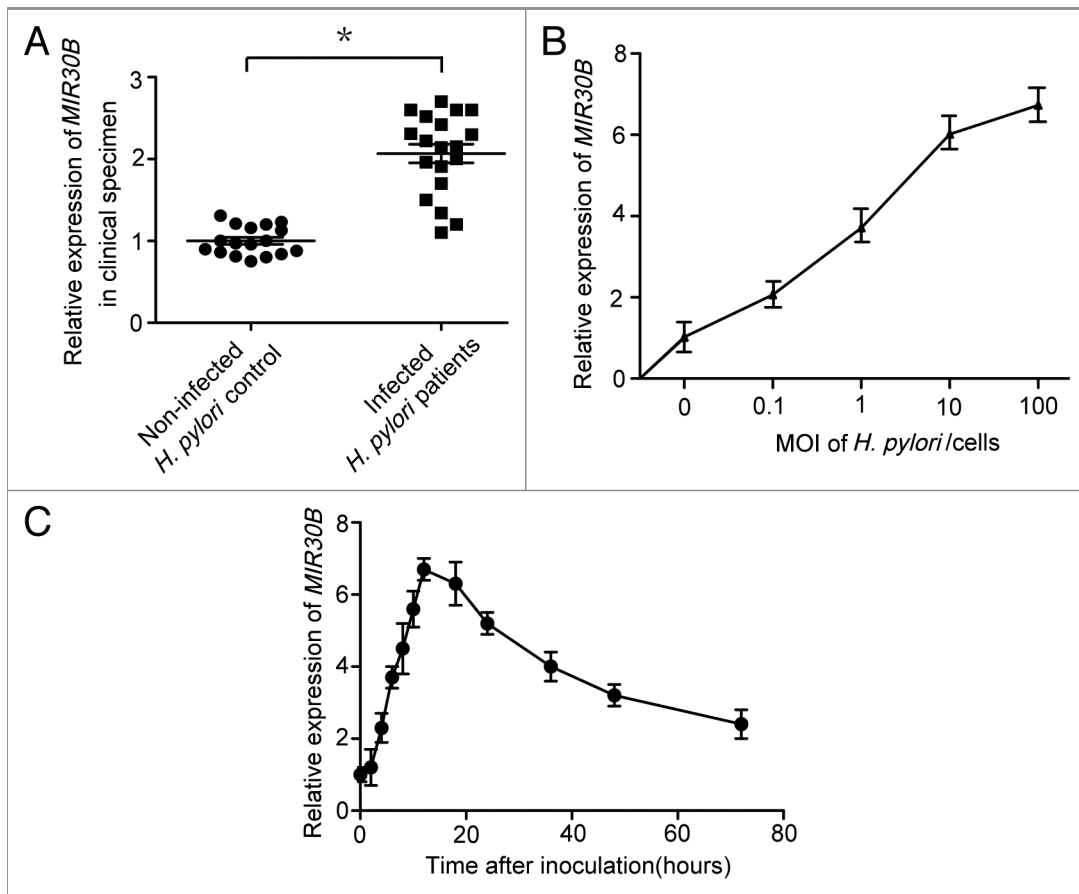 A
Relative expression of MIR30B
in clinical specimen
*
3
2
1
0
Non-infected
H. pylori control
Infected
H. pylori patients
B
Relative expression of MIR30B
8
6
4
2
0
0 0.1 1 10 100
MOI of H. pylori/cells
C
Relative expression of MIR30B
8
6
4
2
0
0 20 40 60 80
Time after inoculation(hours)